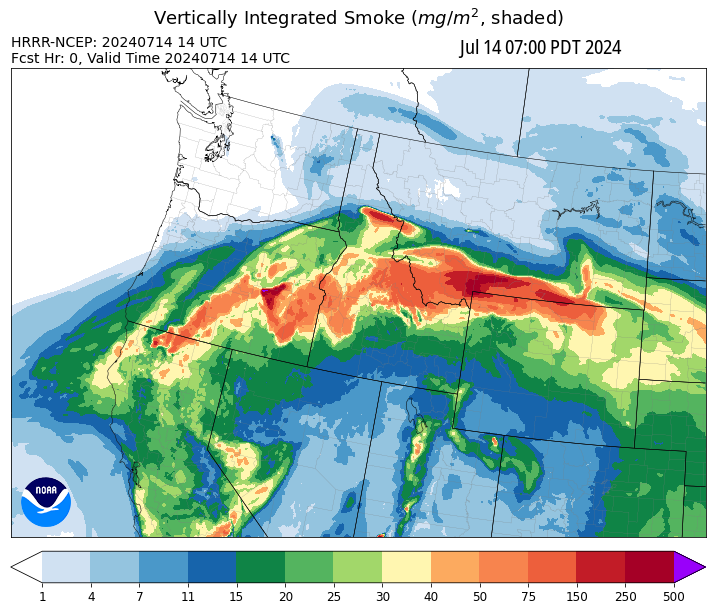 Vertically Integrated Smoke (mg/m², shaded)
HRRR-NCEP: 20240714 14 UTC
Jul 14 07:00 PDT 2024
Fcst Hr: 0, Valid Time 20240714 14 UTC
NOAA
1 4 7 11 15 20 25 30 40 50 75 150 250 500